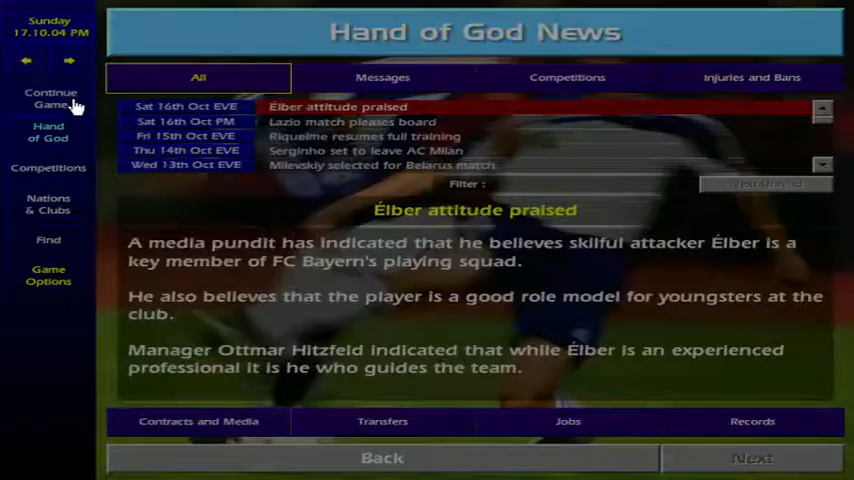 Sunday
17.10.04 PM
Continue
Game
Hand
of God
Competitions
Nations
& Clubs
Find
Game
Options
Hand of God News
All
Messages
Competitions
Injuries and Bans
Sat 16th Oct EVE Élber attitude praised
Sat 16th Oct PM Lazio match pleases board
Fri 15th Oct EVE Riquelme resumes full training
Thu 14th Oct EVE Serginho set to leave AC Milan
Wed 13th Oct EVE Milevskiy selected for Belarus match
Filter :
Next Unread
Élber attitude praised
A media pundit has indicated that he believes skilful attacker Élber is a
key member of FC Bayern's playing squad.
He also believes that the player is a good role model for youngsters at the
club.
Manager Ottmar Hitzfeld indicated that while Élber is an experienced
professional it is he who guides the team.
Contracts and Media
Transfers
Jobs
Records
Back
Next